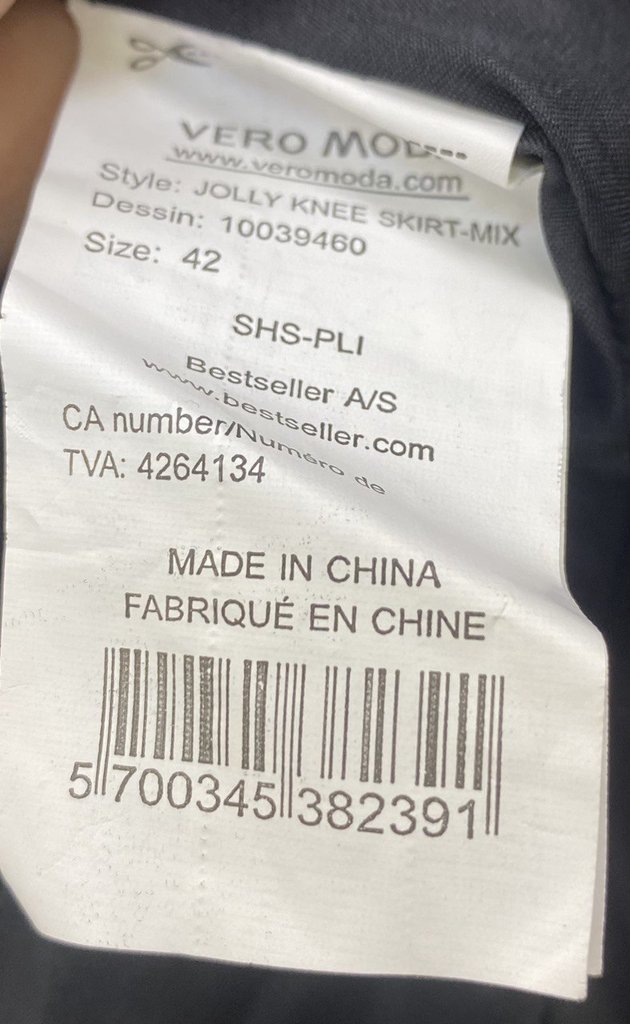 VERO
www.veromoda.com
Style: JOLLY KNEE SKIRT-MIX
Dessin: 10039460
Size: 42
SHS-PLI
Bestseller A/S
www.bestseller.com
CA number/Numéro de
TVA: 4264134
MADE IN CHINA
FABRIQUÉ EN CHINE
5 700345 382391